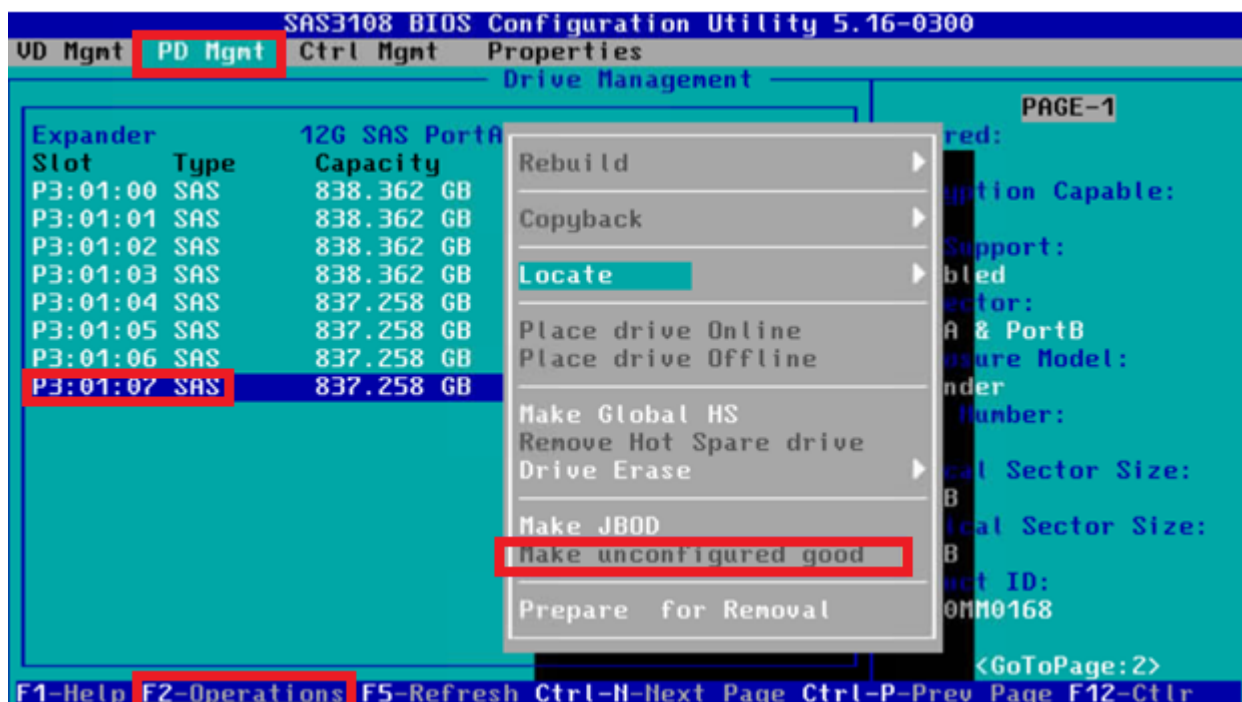 SAS3108 BIOS Configuration Utility 5.16-0300
VD Mgmt PD Mgmt Ctrl Mgmt Properties
Drive Management
Expander 12G SAS PortA
Slot Type Capacity
P3:01:00 SAS 838.362 GB
P3:01:01 SAS 838.362 GB
P3:01:02 SAS 838.362 GB
P3:01:03 SAS 838.362 GB
P3:01:04 SAS 837.258 GB
P3:01:05 SAS 837.258 GB
P3:01:06 SAS 837.258 GB
P3:01:07 SAS 837.258 GB
Rebuild
Copyback
Locate
Place drive Online
Place drive Offline
Make Global HS
Remove Hot Spare drive
Drive Erase
Make JBOD
Make unconfigured good
Prepare for Removal
PAGE-1
red:
ption Capable:
Support:
bled
ector:
A & PortB
osure Model:
nder
Number:
cal Sector Size:
B
ical Sector Size:
B
uct ID:
0MM0168
<GoToPage:2>
F1-Help F2-Operations F5-Refresh Ctrl-N-Next Page Ctrl-P-Prev Page F12-Ctlr